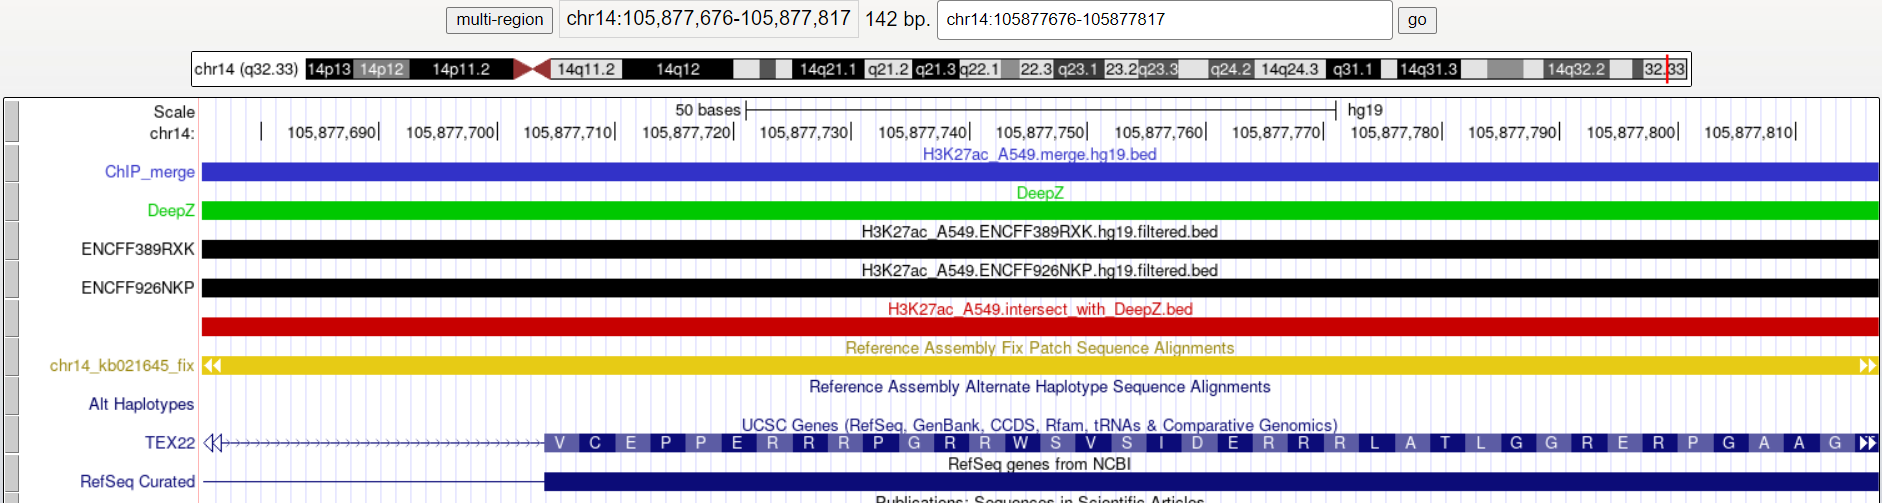 multi-region chr14:105,877,676-105,877,817 142 bp. chr14:105877676-105877817 go
chr14 (q32.33) 14p13 14p12 14p11.2 14q11.2 14q12 14q21.1 q21.2 q21.3 q22.1 22.3 q23.1 23.2 q23.3 q24.2 14q24.3 q31.1 14q31.3 14q32.2 32.33
Scale 50 bases hg19
chr14: 105,877,690 105,877,700 105,877,710 105,877,720 105,877,730 105,877,740 105,877,750 105,877,760 105,877,770 105,877,780 105,877,790 105,877,800 105,877,810
H3K27ac_A549.merge.hg19.bed
ChIP_merge
DeepZ
DeepZ
H3K27ac_A549.ENCFF389RXK.hg19.filtered.bed
ENCFF389RXK
H3K27ac_A549.ENCFF926NKP.hg19.filtered.bed
ENCFF926NKP
H3K27ac_A549.intersect_with_DeepZ.bed
Reference Assembly Fix Patch Sequence Alignments
chr14_kb021645_fix
Reference Assembly Alternate Haplotype Sequence Alignments
Alt Haplotypes
UCSC Genes (RefSeq, GenBank, CCDS, Rfam, tRNAs & Comparative Genomics)
TEX22 V C E P P E R R R P G R R W S V S I D E R R R L A T L G G R E R P G A A G
RefSeq genes from NCBI
RefSeq Curated
Publications: Sequences in Scientific Articles